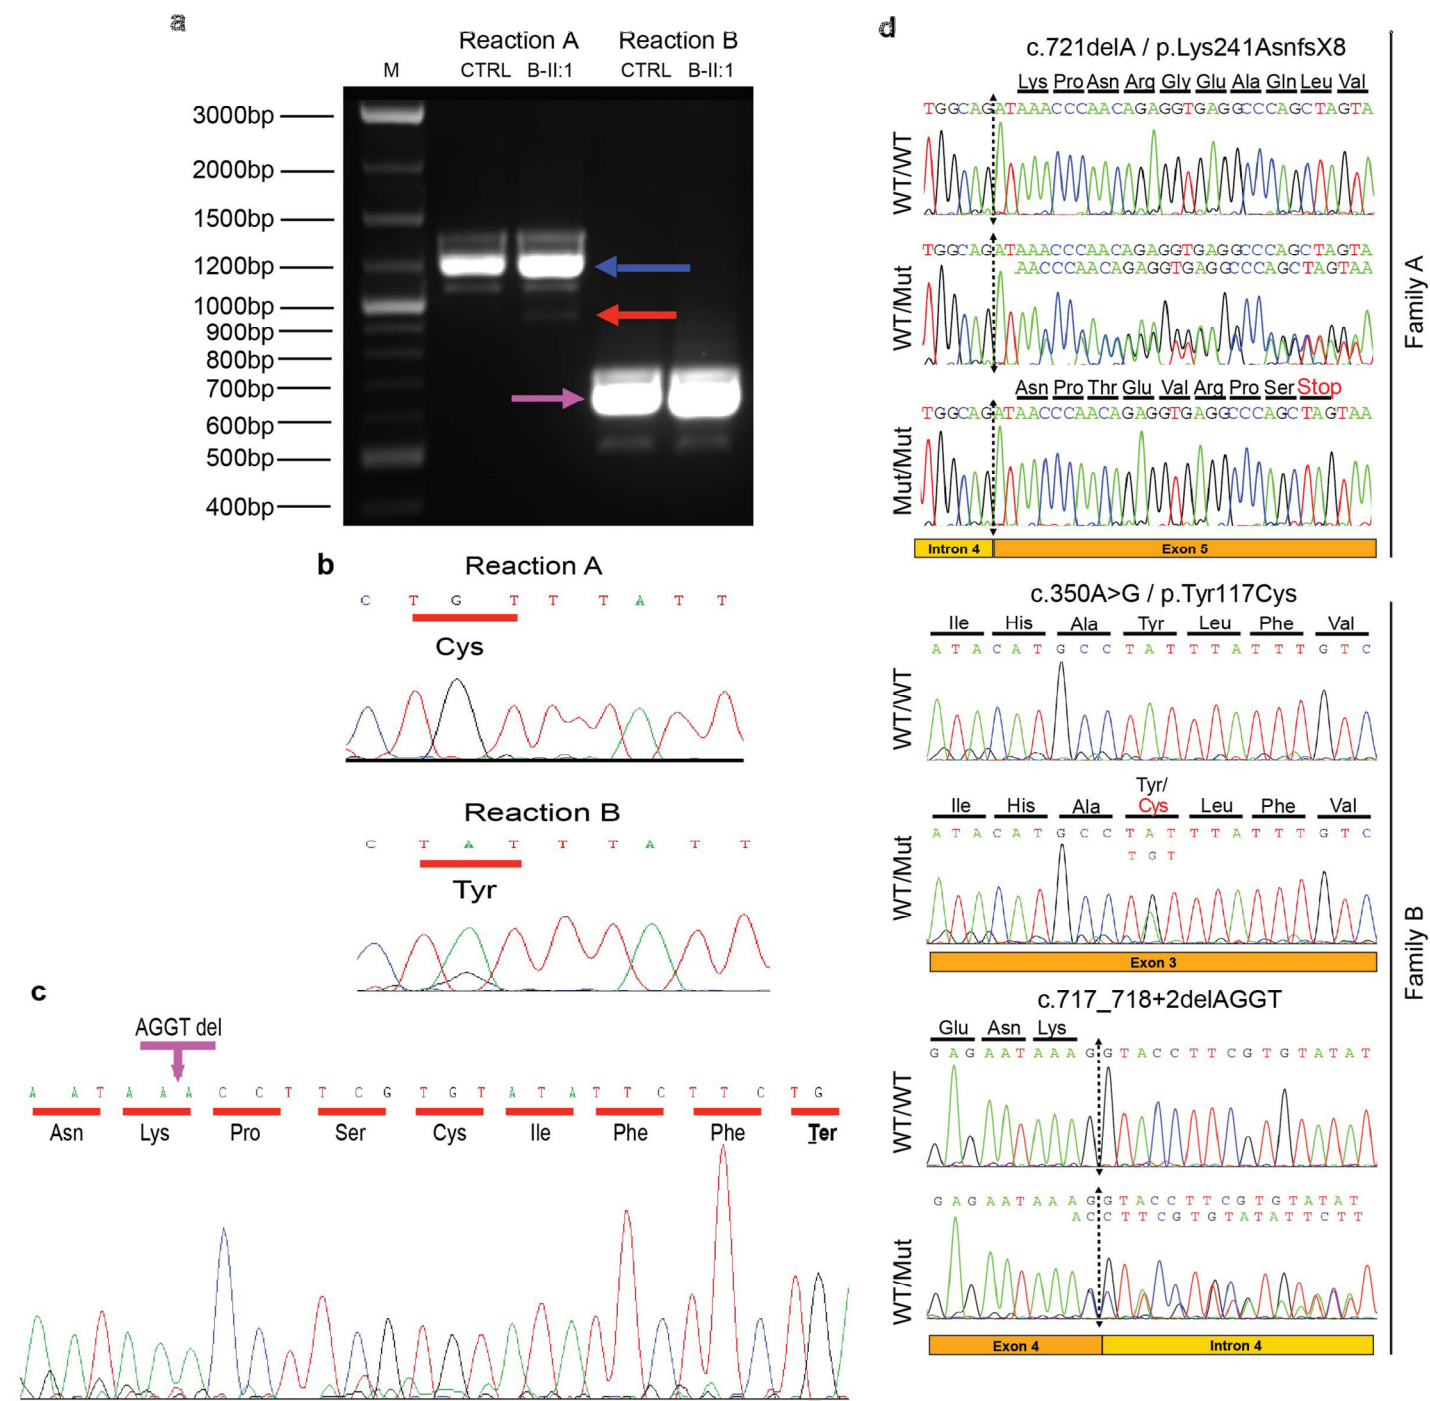 a
Reaction A
Reaction B
M
CTRL
B-II:1
CTRL
B-II:1
3000bp
2000bp
1500bp
1200bp
1000bp
900bp
800bp
700bp
600bp
500bp
400bp
b
Reaction A
C T G T T T A T T
Cys
Reaction B
C T A T T T A T T
Tyr
c
AGGT del
A A T A A A C C T T C G T G T A T A T T C T T C T G
Asn Lys Pro Ser Cys Ile Phe Phe Ter
d
c.721delA / p.Lys241AsnfsX8
Lys Pro Asn Arg Gly Glu Ala Gln Leu Val
TGGCAGATAAACCCAACAGAGGTGAGGCCCAGCTAGTA
WT/WT
TGGCAGATAAACCCAACAGAGGTGAGGCCCAGCTAGTA
AACCCAACAGAGGTGAGGCCCAGCTAGTAA
WT/Mut
Asn Pro Thr Glu Val Arg Pro Ser Stop
TGGCAGATAACCCAACAGAGGTGAGGCCCAGCTAGTAA
Mut/Mut
Intron 4
Exon 5
Family A
c.350A>G / p.Tyr117Cys
Ile His Ala Tyr Leu Phe Val
A T A C A T G C C T A T T T A T T T G T C
WT/WT
Tyr/
Ile His Ala Cys Leu Phe Val
A T A C A T G C C T A T T T A T T T G T C
T G T
WT/Mut
Exon 3
c.717_718+2delAGGT
Glu Asn Lys
G A G A A T A A A G G T A C C T T C G T G T A T A T
WT/WT
G A G A A T A A A G G T A C C T T C G T G T A T A T
A C C T T C G T G T A T A T T C T T
WT/Mut
Exon 4
Intron 4
Family B